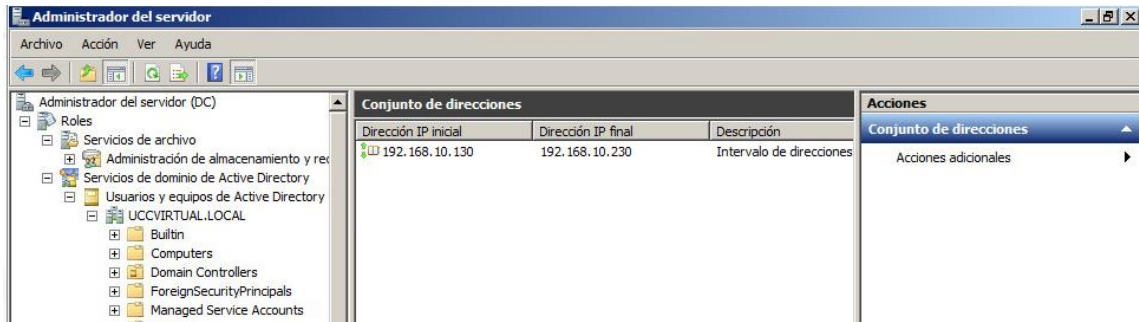 Administrador del servidor
Archivo Acción Ver Ayuda
Administrador del servidor (DC)
Roles
Servicios de archivo
Administración de almacenamiento y rec
Servicios de dominio de Active Directory
Usuarios y equipos de Active Directory
UCCVIRTUAL.LOCAL
Builtin
Computers
Domain Controllers
ForeignSecurityPrincipals
Managed Service Accounts
Conjunto de direcciones
Dirección IP inicial Dirección IP final Descripción
192.168.10.130 192.168.10.230 Intervalo de direcciones
Acciones
Conjunto de direcciones
Acciones adicionales